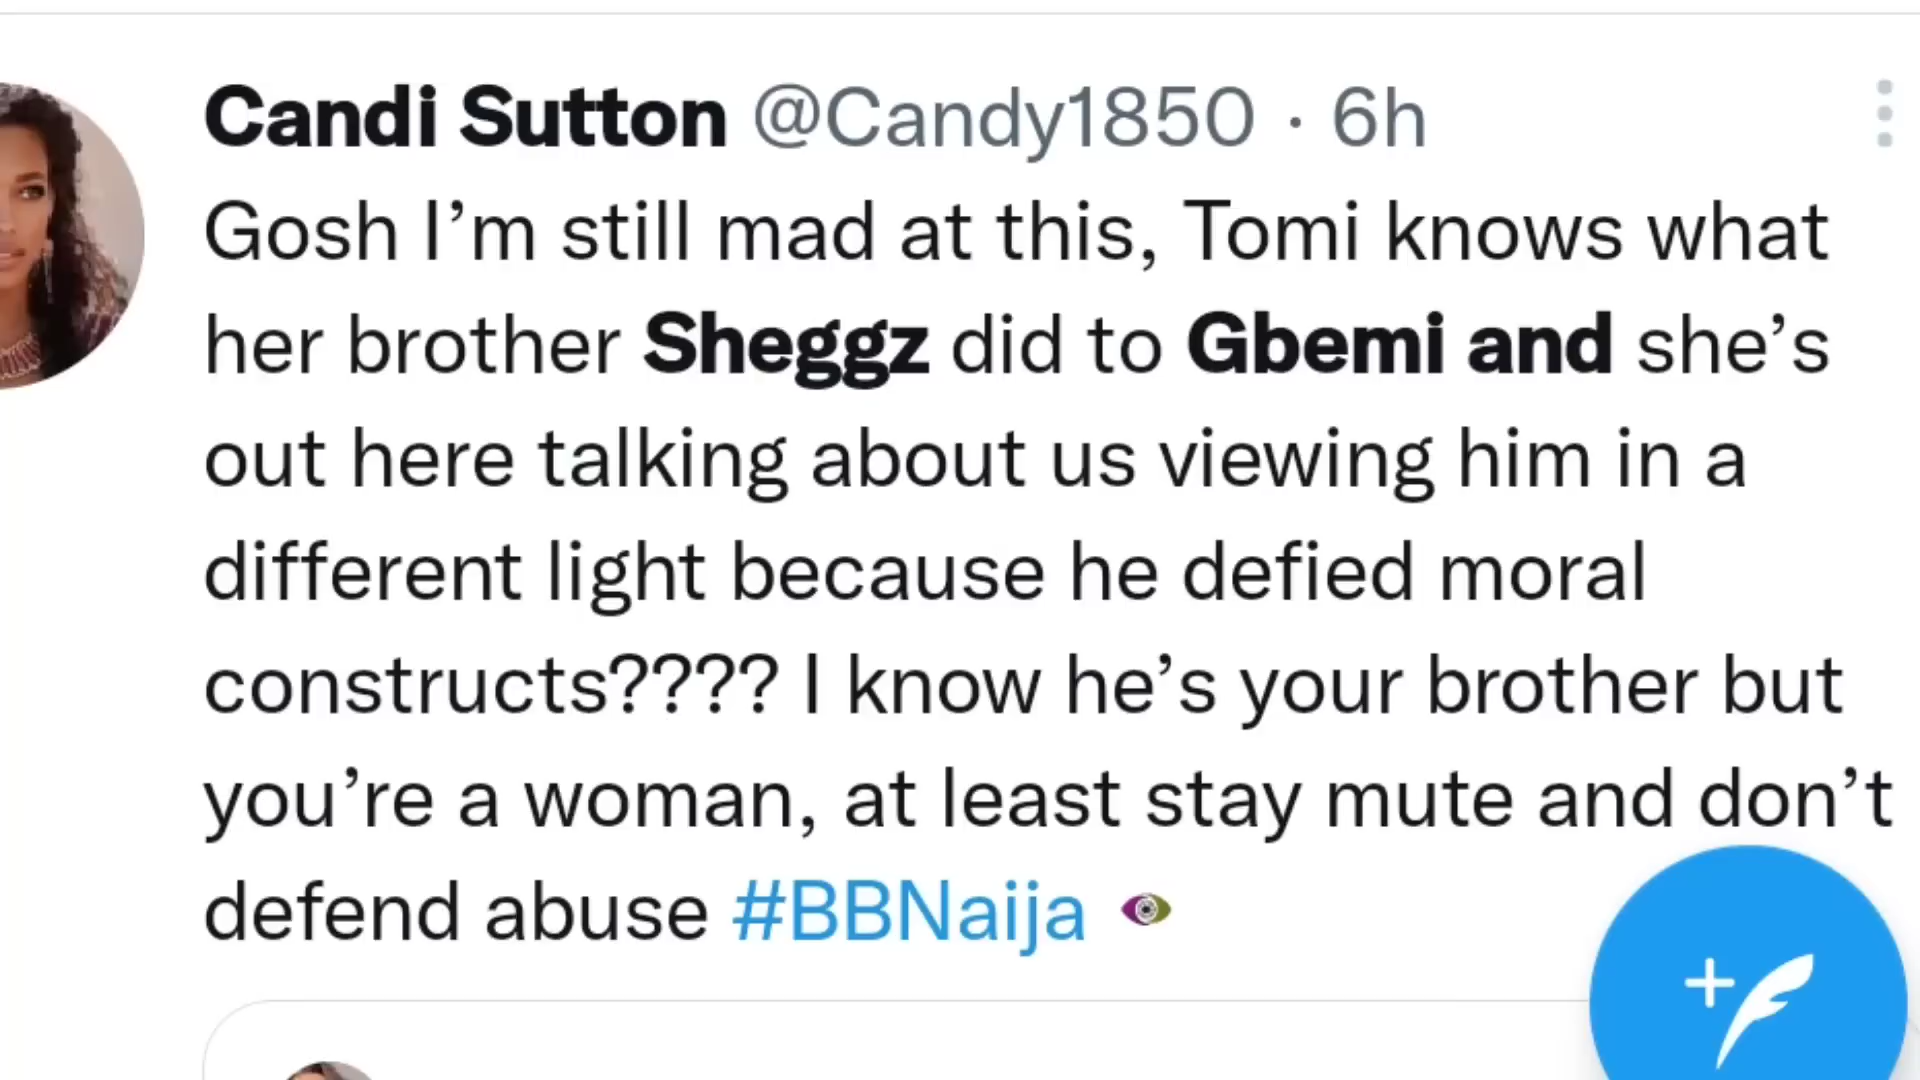 Candi Sutton @Candy1850 · 6h
Gosh I’m still mad at this, Tomi knows what
her brother Sheggz did to Gbemi and she’s
out here talking about us viewing him in a
different light because he defied moral
constructs???? I know he’s your brother but
you’re a woman, at least stay mute and don’t
defend abuse #BBNaija